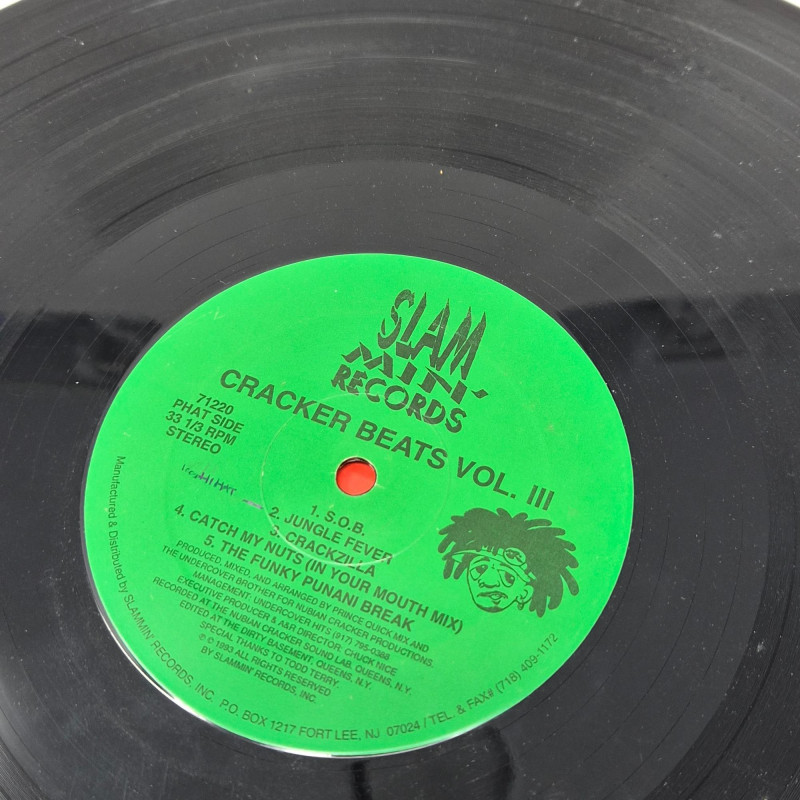 SLAM
MIN'
RECORDS
CRACKER BEATS VOL. III
71220
PHAT SIDE
33 1/3 RPM
STEREO
HIHAT
1. S.O.B.
2. JUNGLE FEVER
3. CRACKZILLA
4. CATCH MY NUTS (IN YOUR MOUTH MIX)
5. THE FUNKY PUNANI BREAK
PRODUCED, MIXED, AND ARRANGED BY PRINCE QUICK MIX AND
THE UNDERCOVER BROTHER FOR NUBIAN CRACKER PRODUCTIONS.
MANAGEMENT: UNDERCOVER HITS (917) 795-0388
EXECUTIVE PRODUCER & A&R DIRECTOR, CHUCK NICE
RECORDED AT THE NUBIAN CRACKER SOUND LAB, QUEENS, N.Y.
EDITED AT THE DIRTY BASEMENT, QUEENS, N.Y.
SPECIAL THANKS TO TODD TERRY.
℗ © 1993 ALL RIGHTS RESERVED
BY SLAMMIN' RECORDS, INC.
Manufactured & Distributed by SLAMMIN' RECORDS, INC. P.O. BOX 1217 FORT LEE, NJ 07024 / TEL. & FAX# (718) 409-1172